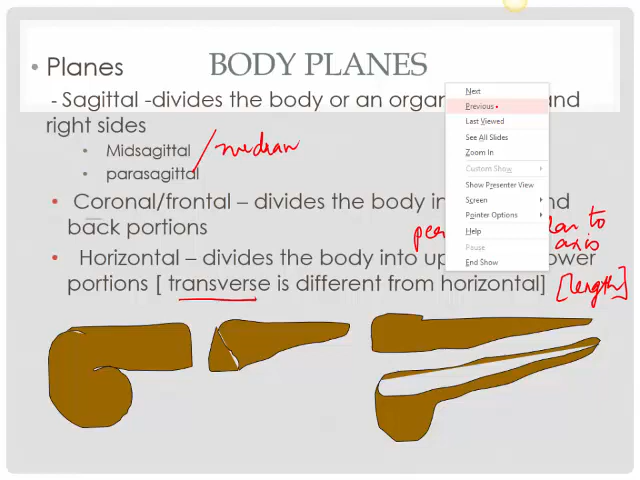 BODY PLANES
• Planes
- Sagittal -divides the body or an organ and
right sides
• Midsagittal / median
• parasagittal
• Coronal/frontal – divides the body in nd
back portions
• Horizontal – divides the body into up ower
portions [ transverse is different from horizontal]
per lar to
axis
[length]
Next
Previous
Last Viewed
See All Slides
Zoom In
Custom Show
Show Presenter View
Screen
Pointer Options
Help
Pause
End Show